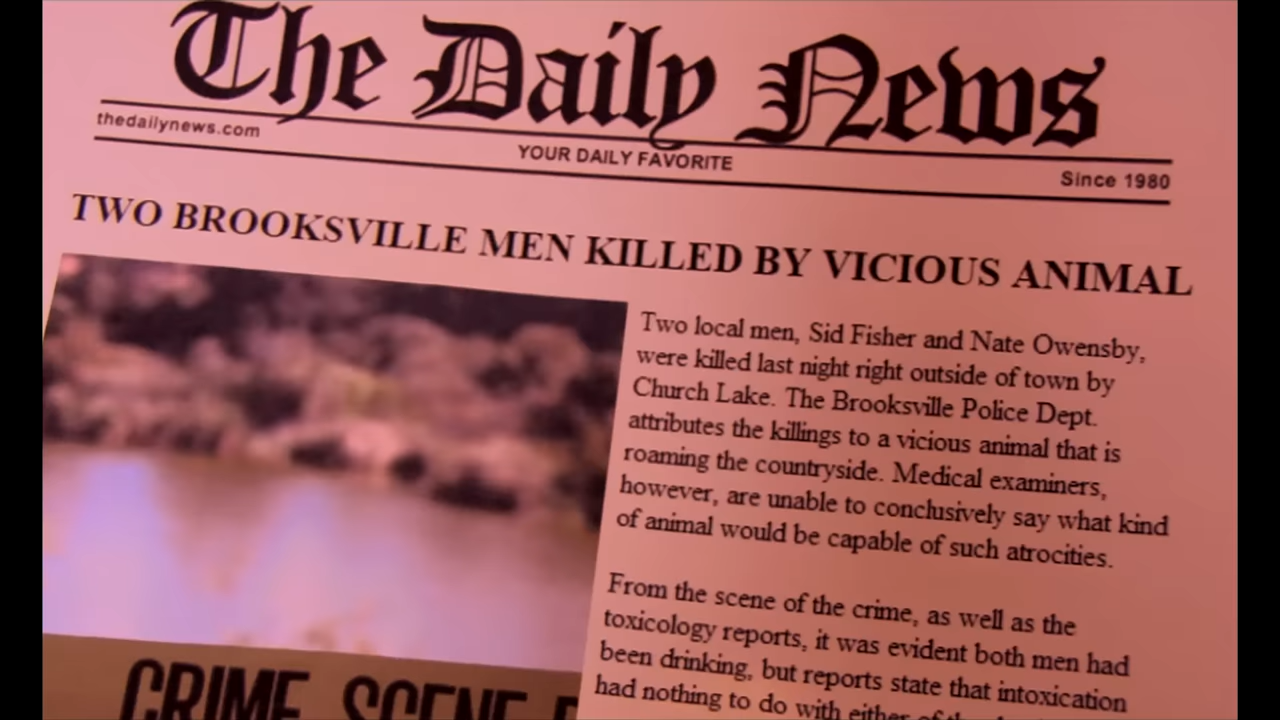 The Daily News
thedailynews.com
YOUR DAILY FAVORITE
Since 1980
TWO BROOKSVILLE MEN KILLED BY VICIOUS ANIMAL
Two local men, Sid Fisher and Nate Owensby,
were killed last night right outside of town by
Church Lake. The Brooksville Police Dept.
attributes the killings to a vicious animal that is
roaming the countryside. Medical examiners,
however, are unable to conclusively say what kind
of animal would be capable of such atrocities.
From the scene of the crime, as well as the
toxicology reports, it was evident both men had
been drinking, but reports state that intoxication
had nothing to do with either of
CRIME SCENE